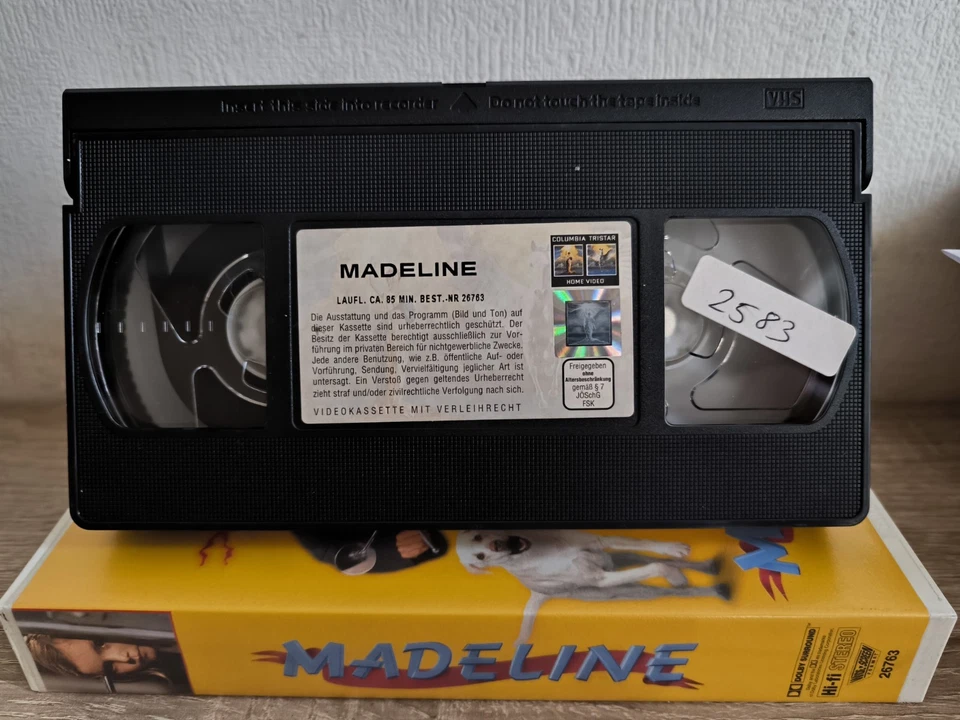 Insert this side into recorder Do not touch the tape inside VHS
COLUMBIA TRISTAR
HOME VIDEO
MADELINE
LAUFL. CA. 85 MIN. BEST.-NR 26763
Die Ausstattung und das Programm (Bild und Ton) auf
dieser Kassette sind urheberrechtlich geschützt. Der
Besitz der Kassette berechtigt ausschließlich zur Vor-
führung im privaten Bereich für nichtgewerbliche Zwecke.
Jede andere Benutzung, wie z.B. öffentliche Auf- oder
Vorführung, Sendung, Vervielfältigung jeglicher Art ist
untersagt. Ein Verstoß gegen geltendes Urheberrecht
zieht straf und/oder zivilrechtliche Verfolgung nach sich.
VIDEOKASSETTE MIT VERLEIHRECHT
Freigegeben
ohne
Altersbeschränkung
gemäß § 7
JÖSchG
FSK
2583
M
MADELINE
DOLBY SURROUND
Hi-fi STEREO
26763